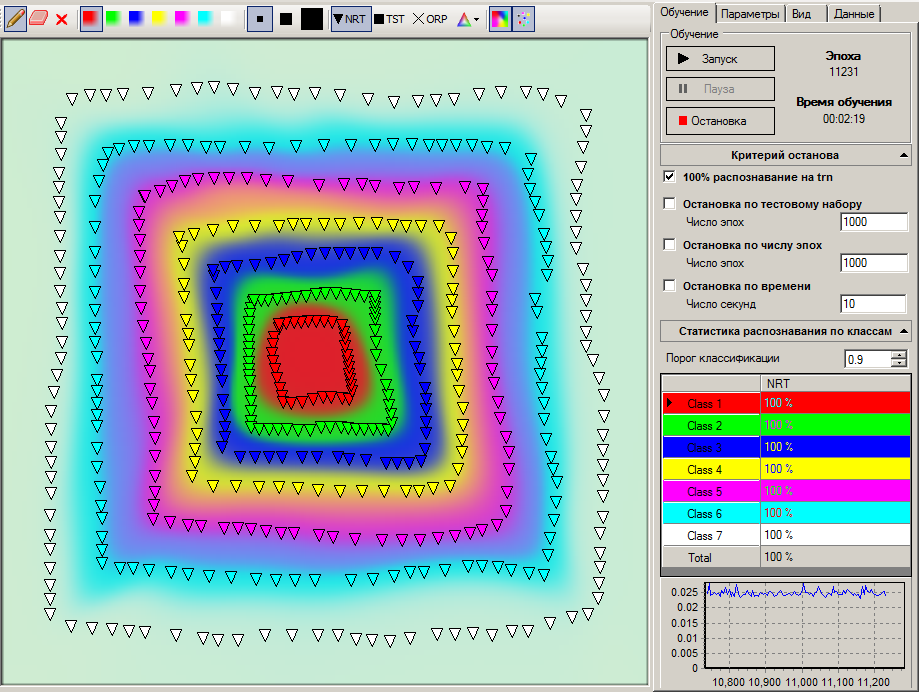 NRT TST ORP
Обучение Параметры Вид Данные
Обучение
Запуск
Эпоха
11231
Пауза
Время обучения
00:02:19
Остановка
Критерий останова
100% распознавание на trn
Остановка по тестовому набору
Число эпох 1000
Остановка по числу эпох
Число эпох 1000
Остановка по времени
Число секунд 10
Статистика распознавания по классам
Порог классификации 0.9
NRT
Class 1 100 %
Class 2 100 %
Class 3 100 %
Class 4 100 %
Class 5 100 %
Class 6 100 %
Class 7 100 %
Total 100 %
0.025
0.02
0.015
0.01
0.005
0
10,800 10,900 11,000 11,100 11,200